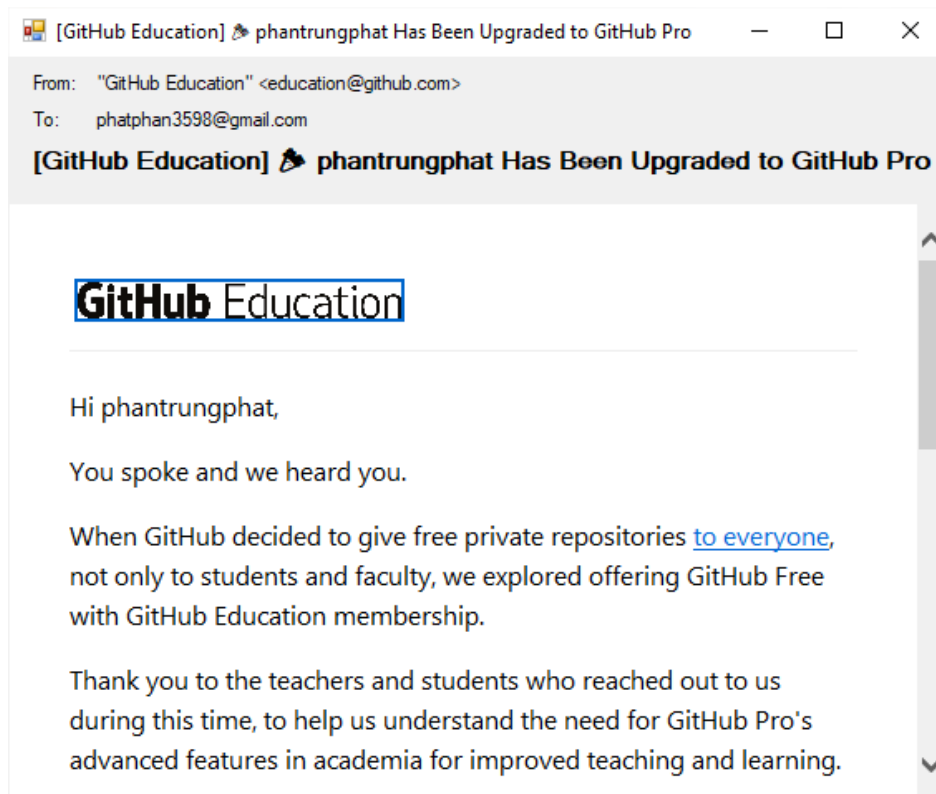 [GitHub Education] 🎉 phantrungphat Has Been Upgraded to GitHub Pro
From: "GitHub Education" <education@github.com>
To: phatphan3598@gmail.com
[GitHub Education] 🎉 phantrungphat Has Been Upgraded to GitHub Pro
GitHub Education
Hi phantrungphat,
You spoke and we heard you.
When GitHub decided to give free private repositories to everyone,
not only to students and faculty, we explored offering GitHub Free
with GitHub Education membership.
Thank you to the teachers and students who reached out to us
during this time, to help us understand the need for GitHub Pro's
advanced features in academia for improved teaching and learning.